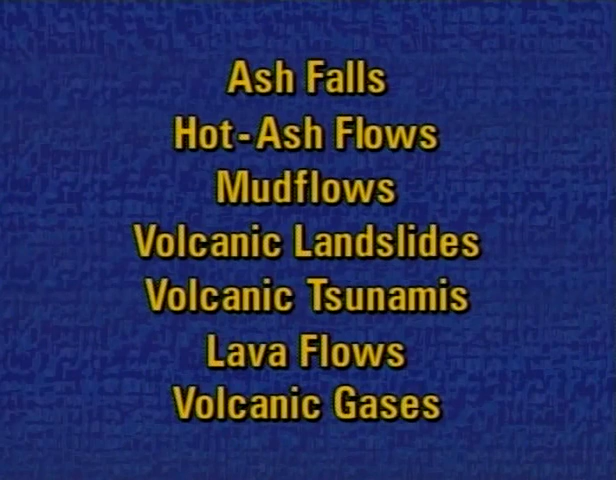 Ash Falls
Hot-Ash Flows
Mudflows
Volcanic Landslides
Volcanic Tsunamis
Lava Flows
Volcanic Gases